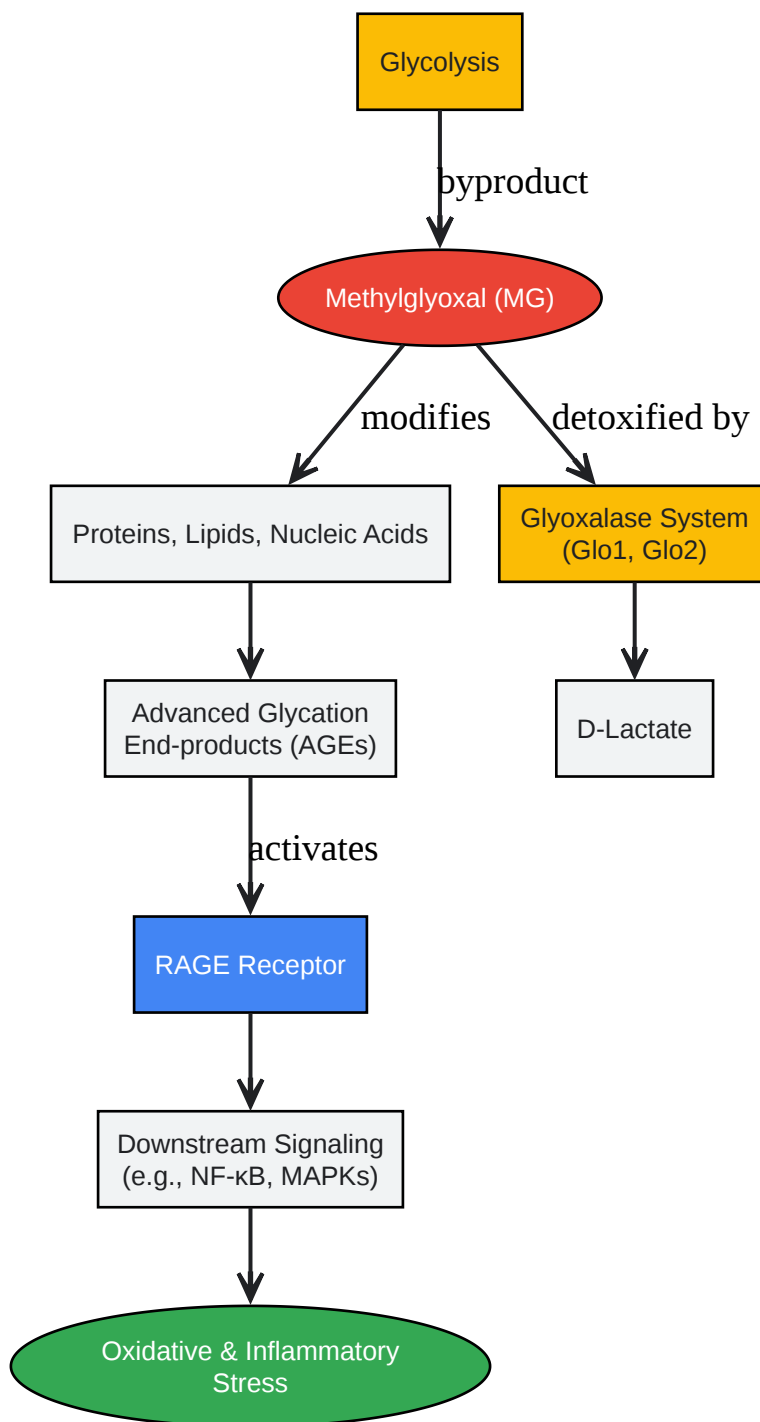 Glycolysis
byproduct
Methylglyoxal (MG)
modifies
detoxified by
Proteins, Lipids, Nucleic Acids
Glyoxalase System
(Glo1, Glo2)
Advanced Glycation
End-products (AGEs)
D-Lactate
activates
RAGE Receptor
Downstream Signaling
(e.g., NF-κB, MAPKs)
Oxidative & Inflammatory
Stress